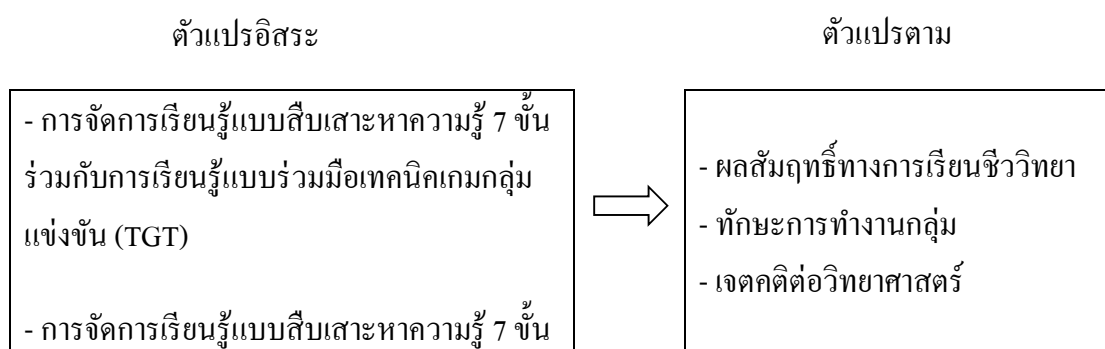 ตัวแปรอิสระ
ตัวแปรตาม
- การจัดการเรียนรู้แบบสืบเสาะหาความรู้ 7 ขั้น
ร่วมกับการเรียนรู้แบบร่วมมือเทคนิคเกมกลุ่ม
แข่งขัน (TGT)
- การจัดการเรียนรู้แบบสืบเสาะหาความรู้ 7 ขั้น
- ผลสัมฤทธิ์ทางการเรียนชีววิทยา
- ทักษะการทำงานกลุ่ม
- เจตคติต่อวิทยาศาสตร์